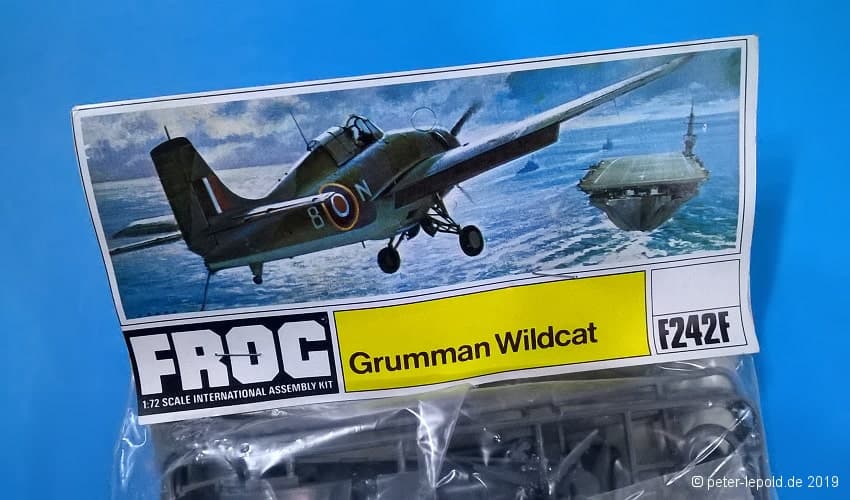 8 N
FROG
1:72 SCALE INTERNATIONAL ASSEMBLY KIT
Grumman Wildcat
F242F
© peter-lepold.de 2019